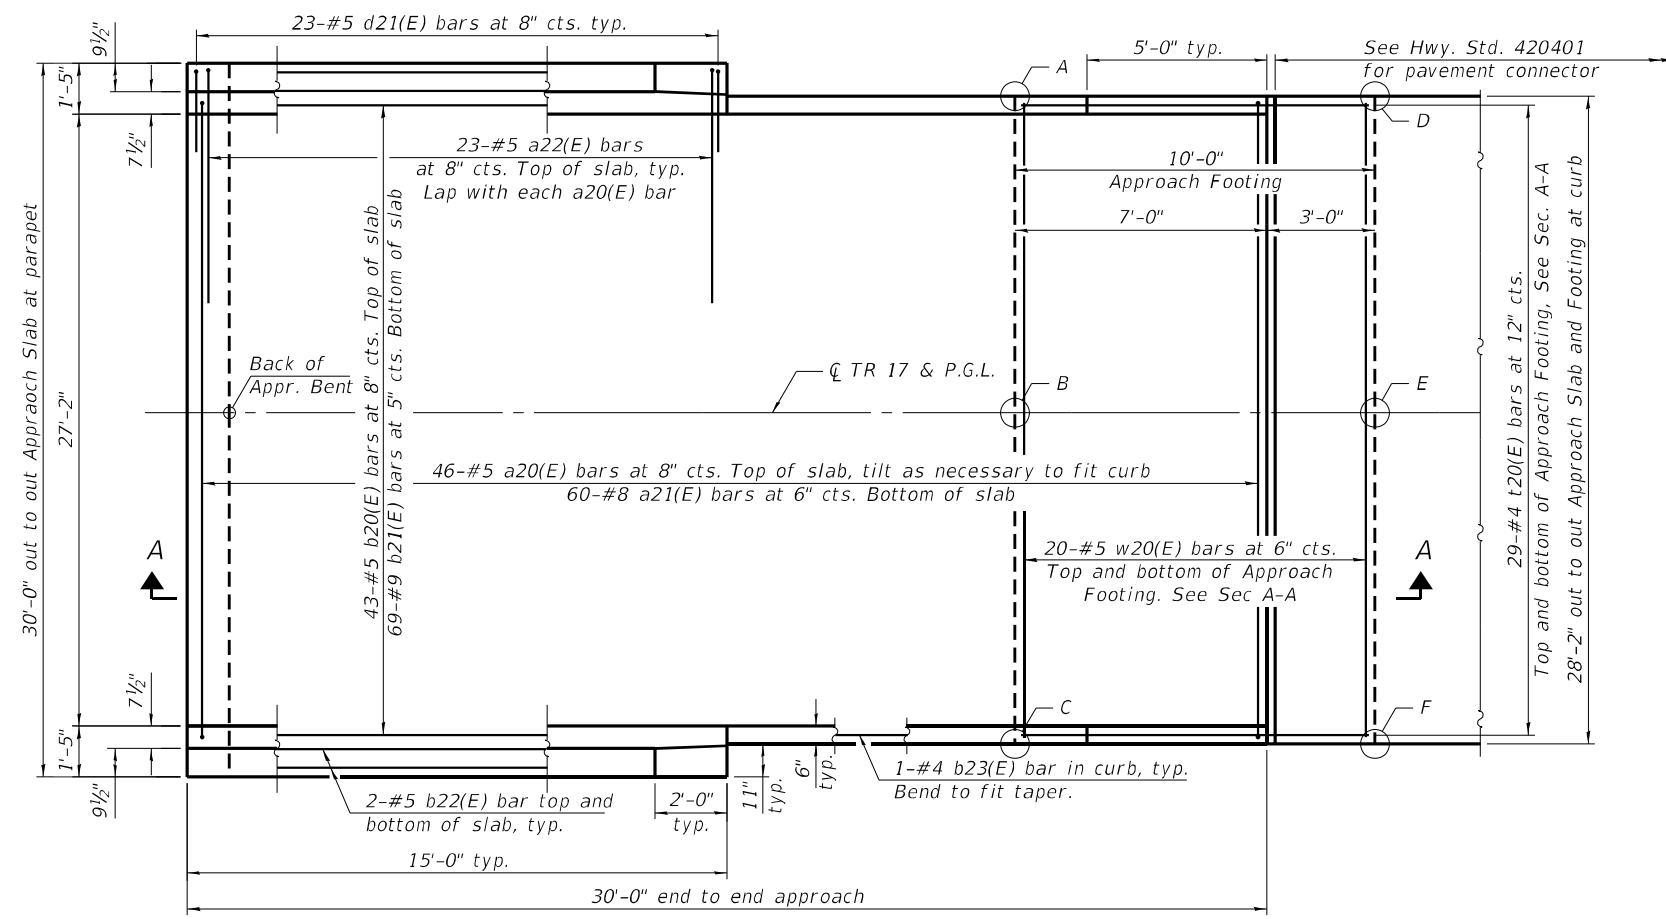 23-#5 d21(E) bars at 8" cts. typ.
9½"
1'-5"
7½"
5'-0" typ.
See Hwy. Std. 420401
for pavement connector
A
D
23-#5 a22(E) bars
at 8" cts. Top of slab, typ.
Lap with each a20(E) bar
10'-0"
Approach Footing
7'-0"
3'-0"
30'-0" out to out Appraoch Slab at parapet
27'-2"
43-#5 b20(E) bars at 8" cts. Top of slab
69-#9 b21(E) bars at 5" cts. Bottom of slab
Back of
Appr. Bent
℄ TR 17 & P.G.L.
B
E
29-#4 t20(E) bars at 12" cts.
Top and bottom of Approach Footing, See Sec. A-A
28'-2" out to out Approach Slab and Footing at curb
46-#5 a20(E) bars at 8" cts. Top of slab, tilt as necessary to fit curb
60-#8 a21(E) bars at 6" cts. Bottom of slab
A
A
20-#5 w20(E) bars at 6" cts.
Top and bottom of Approach
Footing. See Sec A-A
7½"
1'-5"
9½"
C
F
2-#5 b22(E) bar top and
bottom of slab, typ.
2'-0"
typ.
11"
typ.
6"
typ.
1-#4 b23(E) bar in curb, typ.
Bend to fit taper.
15'-0" typ.
30'-0" end to end approach